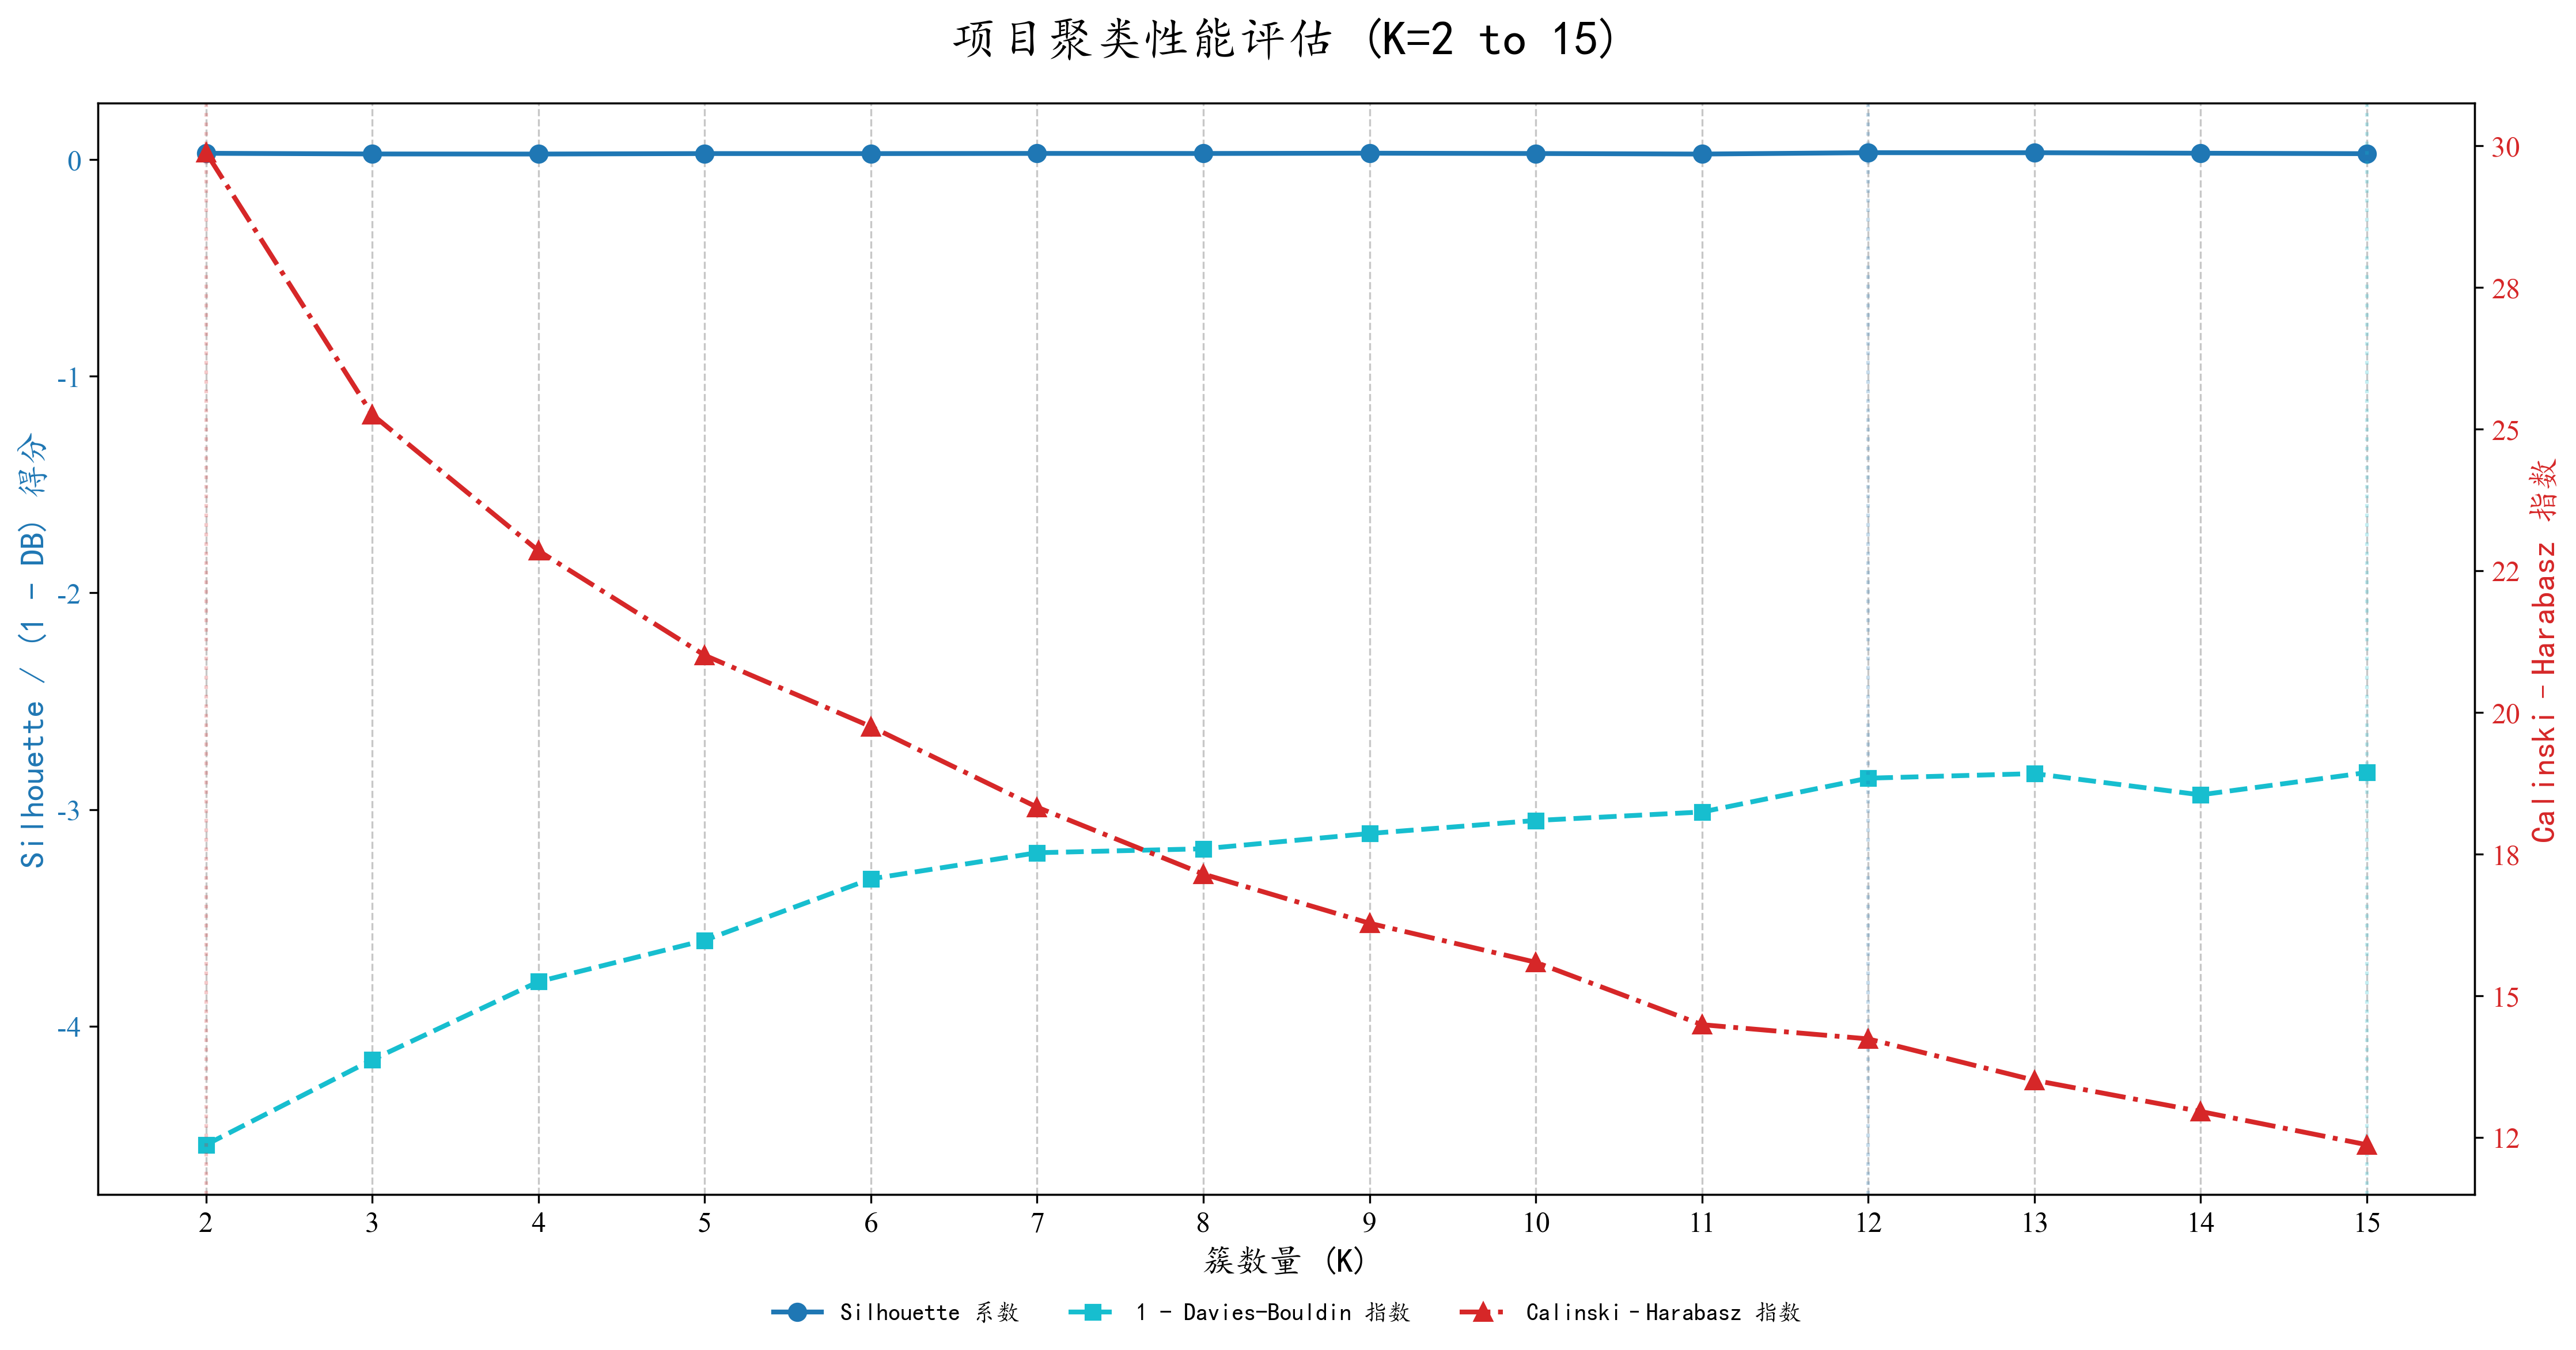 项目聚类性能评估 (K=2 to 15)
Silhouette / (1 - DB) 得分
0
-1
-2
-3
-4
30
28
25
22
20
18
15
12
Calinski-Harabasz 指数
2 3 4 5 6 7 8 9 10 11 12 13 14 15
簇数量 (K)
Silhouette 系数 1 - Davies-Bouldin 指数 Calinski-Harabasz 指数